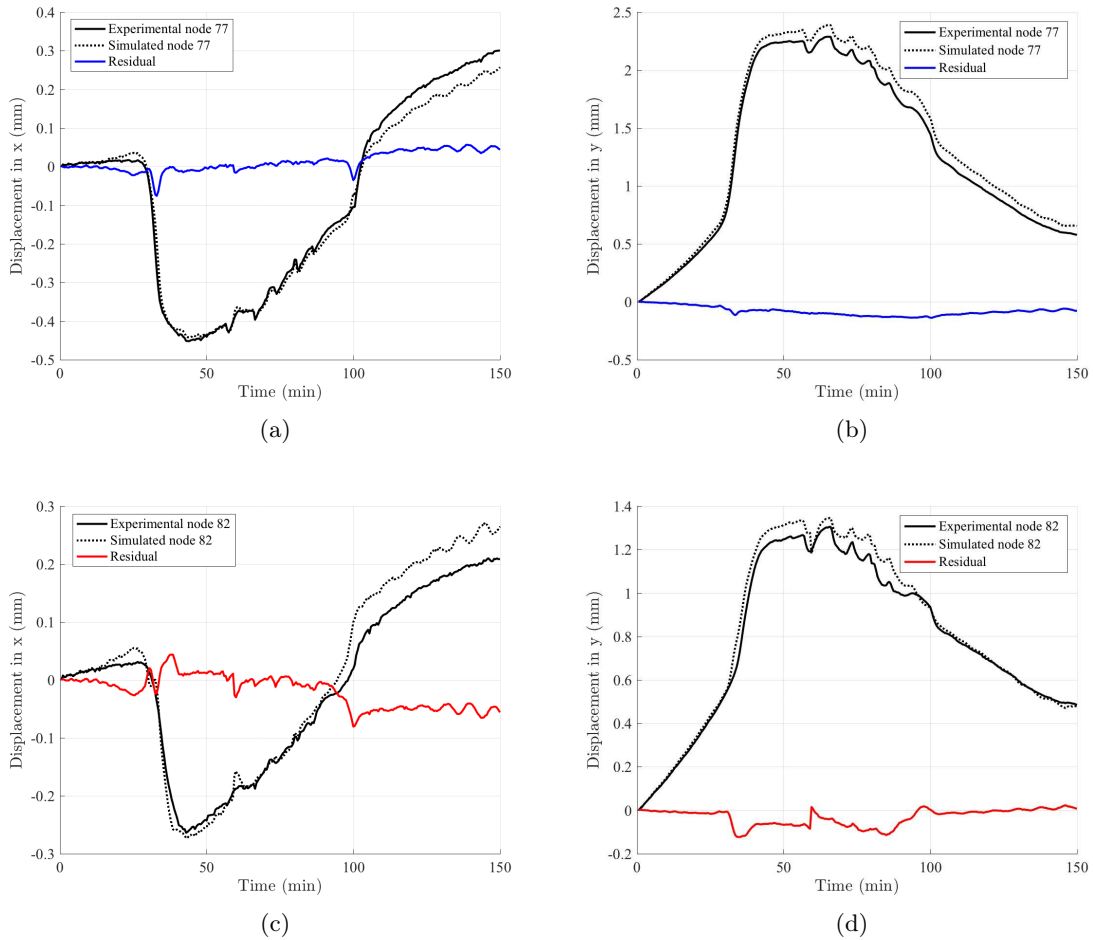 Experimental node 77
Simulated node 77
Residual
0.4
0.3
0.2
0.1
0
-0.1
-0.2
-0.3
-0.4
-0.5
Displacement in x (mm)
0
50
100
150
Time (min)
(a)
Experimental node 77
Simulated node 77
Residual
2.5
2
1.5
1
0.5
0
-0.5
Displacement in y (mm)
0
50
100
150
Time (min)
(b)
Experimental node 82
Simulated node 82
Residual
0.3
0.2
0.1
0
-0.1
-0.2
-0.3
Displacement in x (mm)
0
50
100
150
Time (min)
(c)
Experimental node 82
Simulated node 82
Residual
1.4
1.2
1
0.8
0.6
0.4
0.2
0
-0.2
Displacement in y (mm)
0
50
100
150
Time (min)
(d)